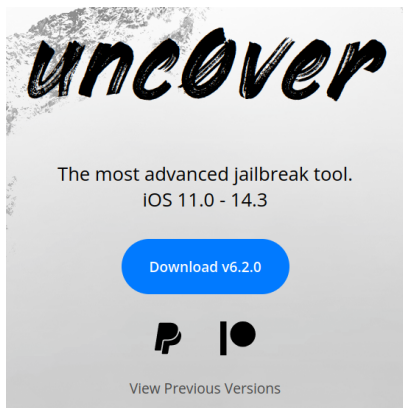 unc0ver
The most advanced jailbreak tool.
iOS 11.0 - 14.3
Download v6.2.0
View Previous Versions